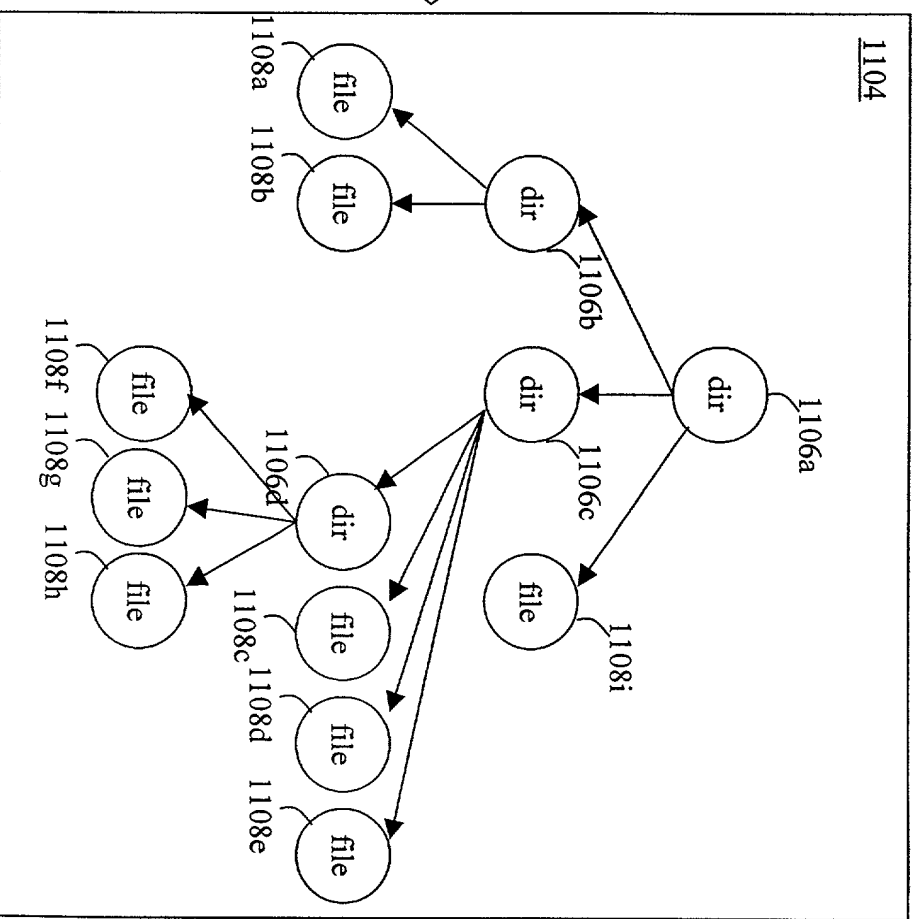 1104
1106a
dir
1106b
1106c
1108i
dir
dir
file
file
file
dir
file
file
file
1108a
1108b
1106d
1108c
1108d
1108e
file
file
file
1108f
1108g
1108h